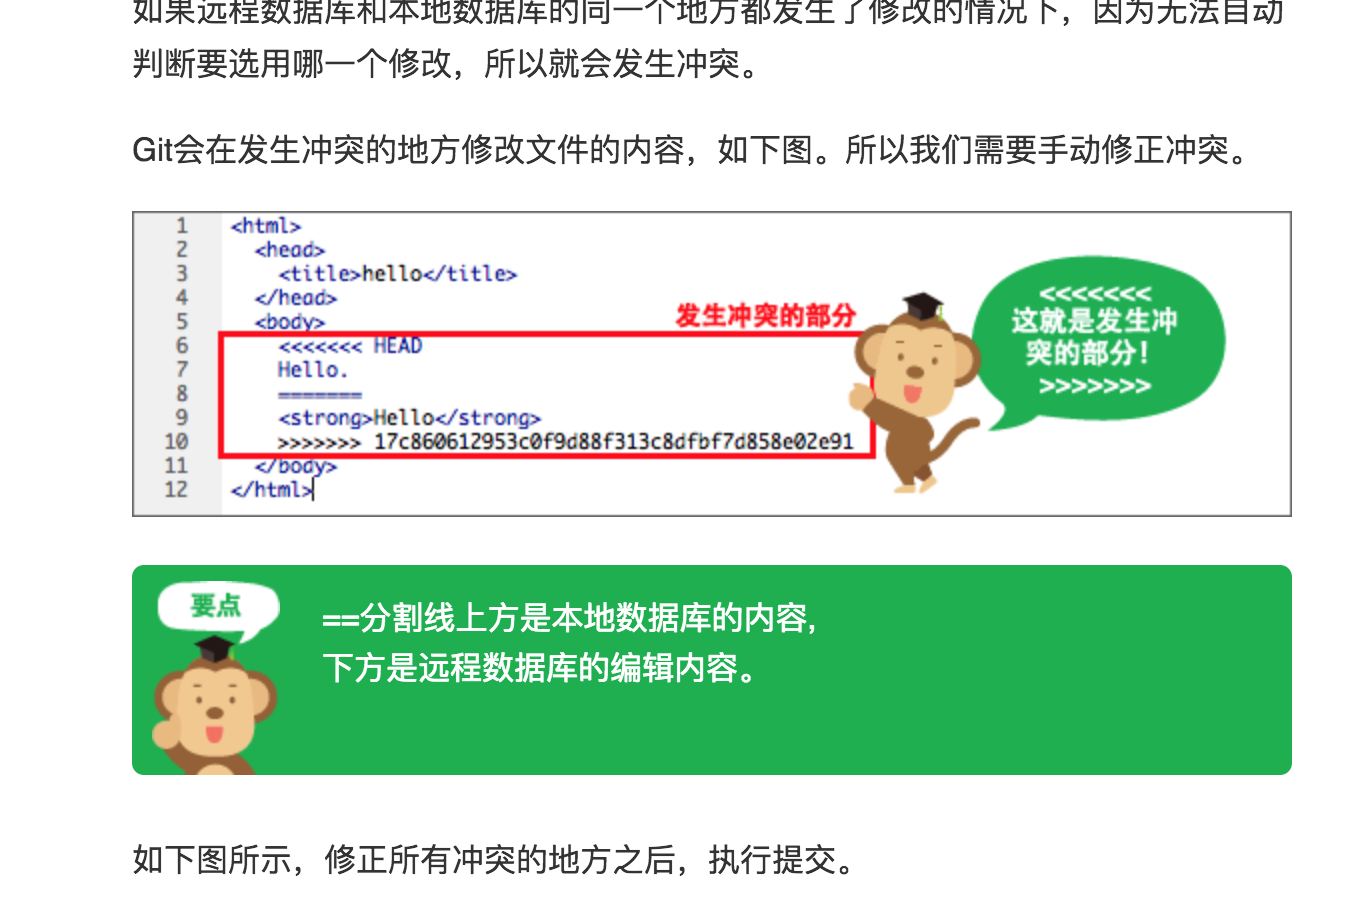 如果远程数据库和本地数据库的同一个地方都发生了修改的情况下，因为无法自动
判断要选用哪一个修改，所以就会发生冲突。
Git会在发生冲突的地方修改文件的内容，如下图。所以我们需要手动修正冲突。
1 <html>
2 <head>
3 <title>hello</title>
4 </head>
5 <body>
发生冲突的部分
6 <<<<<<< HEAD
7 Hello.
8 =======
9 <strong>Hello</strong>
10 >>>>>>> 17c860612953c0f9d88f313c8dfbf7d858e02e91
11 </body>
12 </html>
<<<<<<<
这就是发生冲
突的部分！
>>>>>>>
要点
==分割线上方是本地数据库的内容,
下方是远程数据库的编辑内容。
如下图所示，修正所有冲突的地方之后，执行提交。